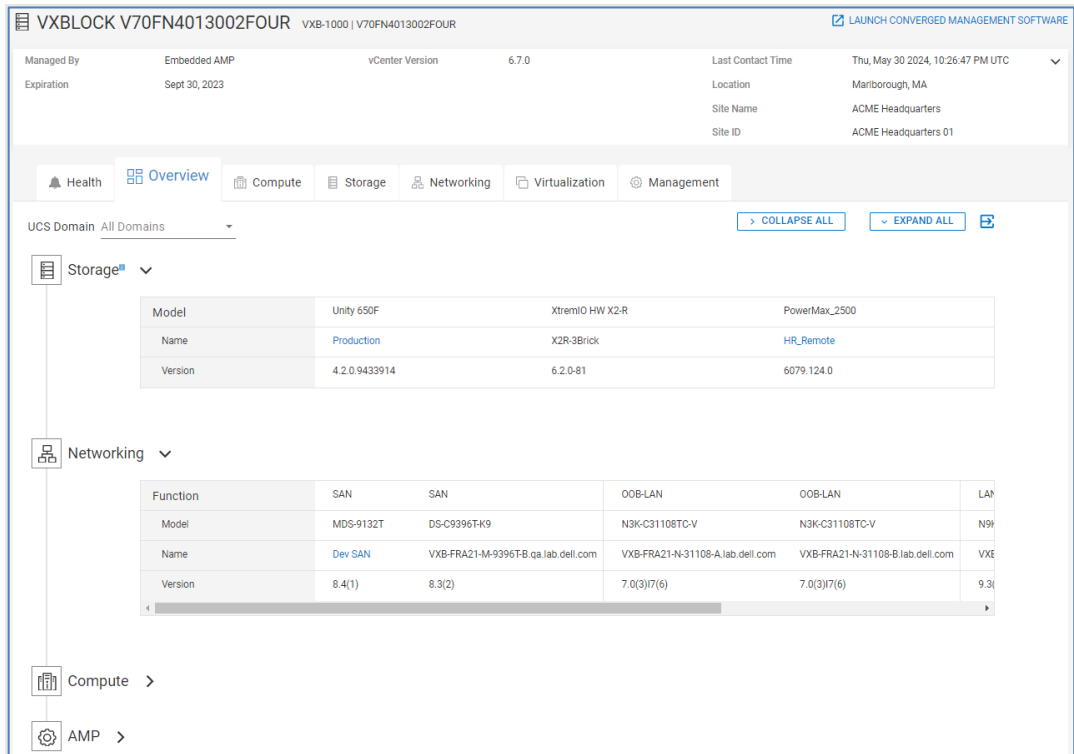 VXBLOCK V70FN4013002FOUR VXB-1000 | V70FN4013002FOUR LAUNCH CONVERGED MANAGEMENT SOFTWARE
Managed By Embedded AMP vCenter Version 6.7.0 Last Contact Time Thu, May 30 2024, 10:26:47 PM UTC
Expiration Sept 30, 2023 Location Marlborough, MA
Site Name ACME Headquarters
Site ID ACME Headquarters 01
Health Overview Compute Storage Networking Virtualization Management
UCS Domain All Domains COLLAPSE ALL EXPAND ALL
Storage
Model Unity 650F XtremIO HW X2-R PowerMax_2500
Name Production X2R-3Brick HR_Remote
Version 4.2.0.9433914 6.2.0-81 6079.124.0
Networking
Function SAN SAN OOB-LAN OOB-LAN LAN
Model MDS-9132T DS-C9396T-K9 N3K-C31108TC-V N3K-C31108TC-V N9K
Name Dev SAN VXB-FRA21-M-9396T-B.qa.lab.dell.com VXB-FRA21-N-31108-A.lab.dell.com VXB-FRA21-N-31108-B.lab.dell.com VXB
Version 8.4(1) 8.3(2) 7.0(3)I7(6) 7.0(3)I7(6) 9.3(
Compute
AMP